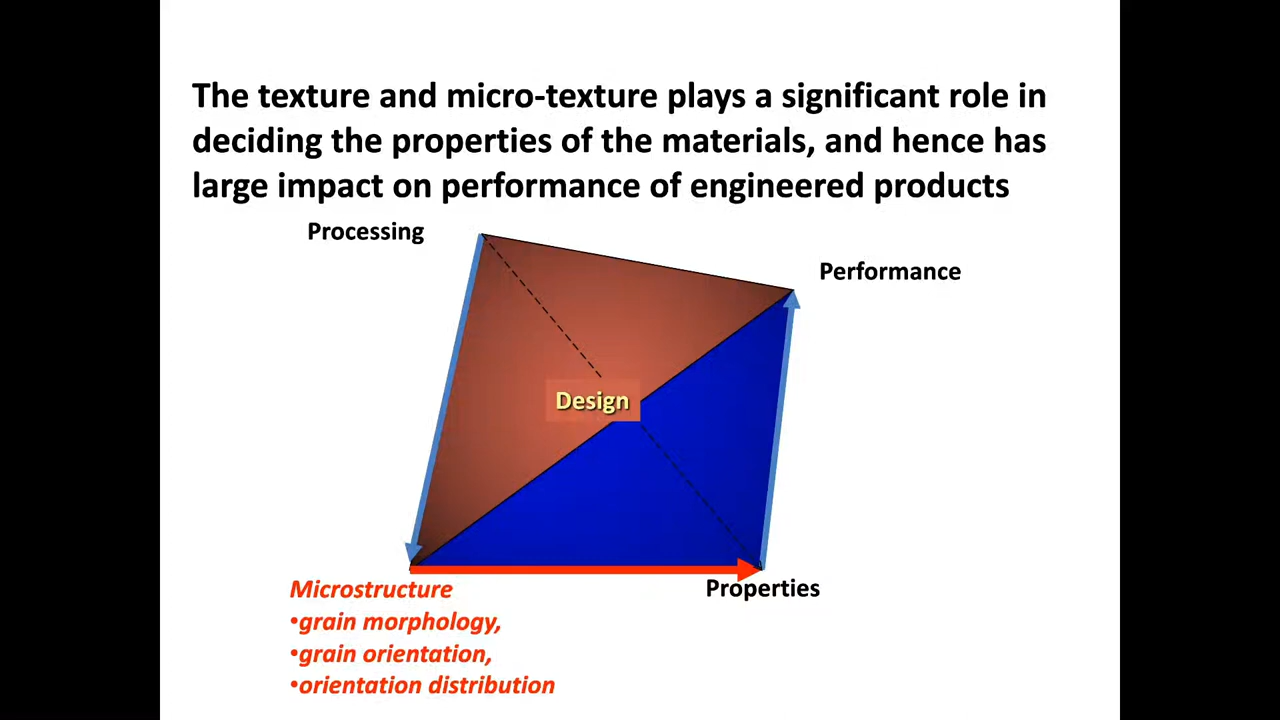 The texture and micro-texture plays a significant role in
deciding the properties of the materials, and hence has
large impact on performance of engineered products
Processing
Performance
Design
Microstructure
•grain morphology,
•grain orientation,
•orientation distribution
Properties